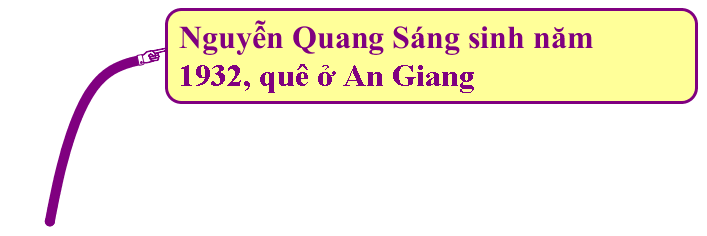 Nguyễn Quang Sáng sinh năm
1932, quê ở An Giang